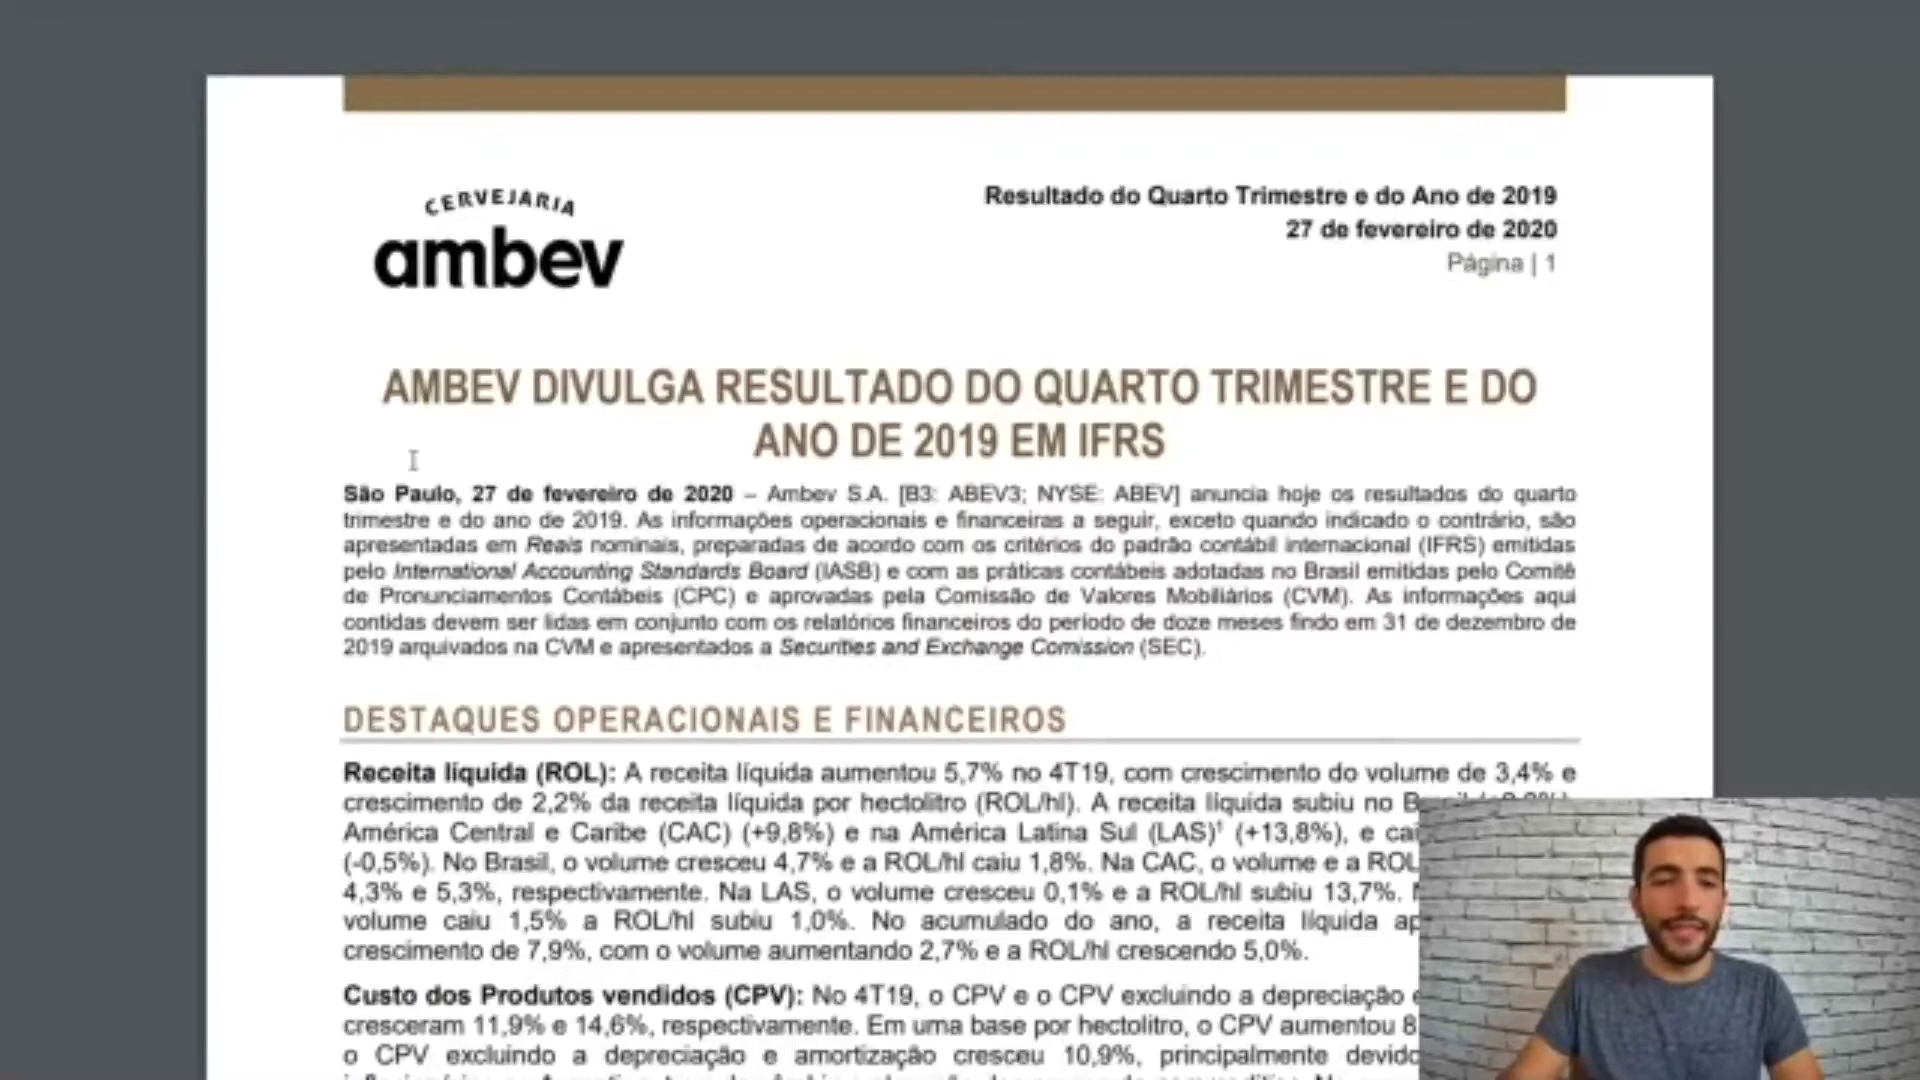 CERVEJARIA
ambev
Resultado do Quarto Trimestre e do Ano de 2019
27 de fevereiro de 2020
Página | 1
AMBEV DIVULGA RESULTADO DO QUARTO TRIMESTRE E DO
ANO DE 2019 EM IFRS
São Paulo, 27 de fevereiro de 2020 – Ambev S.A. [B3: ABEV3; NYSE: ABEV] anuncia hoje os resultados do quarto
trimestre e do ano de 2019. As informações operacionais e financeiras a seguir, exceto quando indicado o contrário, são
apresentadas em Reais nominais, preparadas de acordo com os critérios do padrão contábil internacional (IFRS) emitidas
pelo International Accounting Standards Board (IASB) e com as práticas contábeis adotadas no Brasil emitidas pelo Comitê
de Pronunciamentos Contábeis (CPC) e aprovadas pela Comissão de Valores Mobiliários (CVM). As informações aqui
contidas devem ser lidas em conjunto com os relatórios financeiros do período de doze meses findo em 31 de dezembro de
2019 arquivados na CVM e apresentados a Securities and Exchange Comission (SEC).
DESTAQUES OPERACIONAIS E FINANCEIROS
Receita líquida (ROL): A receita líquida aumentou 5,7% no 4T19, com crescimento do volume de 3,4% e
crescimento de 2,2% da receita líquida por hectolitro (ROL/hl). A receita líquida subiu no
América Central e Caribe (CAC) (+9,8%) e na América Latina Sul (LAS)¹ (+13,8%), e
(-0,5%). No Brasil, o volume cresceu 4,7% e a ROL/hl caiu 1,8%. Na CAC, o volume e a ROL
4,3% e 5,3%, respectivamente. Na LAS, o volume cresceu 0,1% e a ROL/hl subiu 13,7%.
volume caiu 1,5% a ROL/hl subiu 1,0%. No acumulado do ano, a receita líquida ap
crescimento de 7,9%, com o volume aumentando 2,7% e a ROL/hl crescendo 5,0%.
Custo dos Produtos vendidos (CPV): No 4T19, o CPV e o CPV excluindo a depreciação
cresceram 11,9% e 14,6%, respectivamente. Em uma base por hectolitro, o CPV aumentou 8
o CPV excluindo a depreciação e amortização cresceu 10,9%, principalmente devido